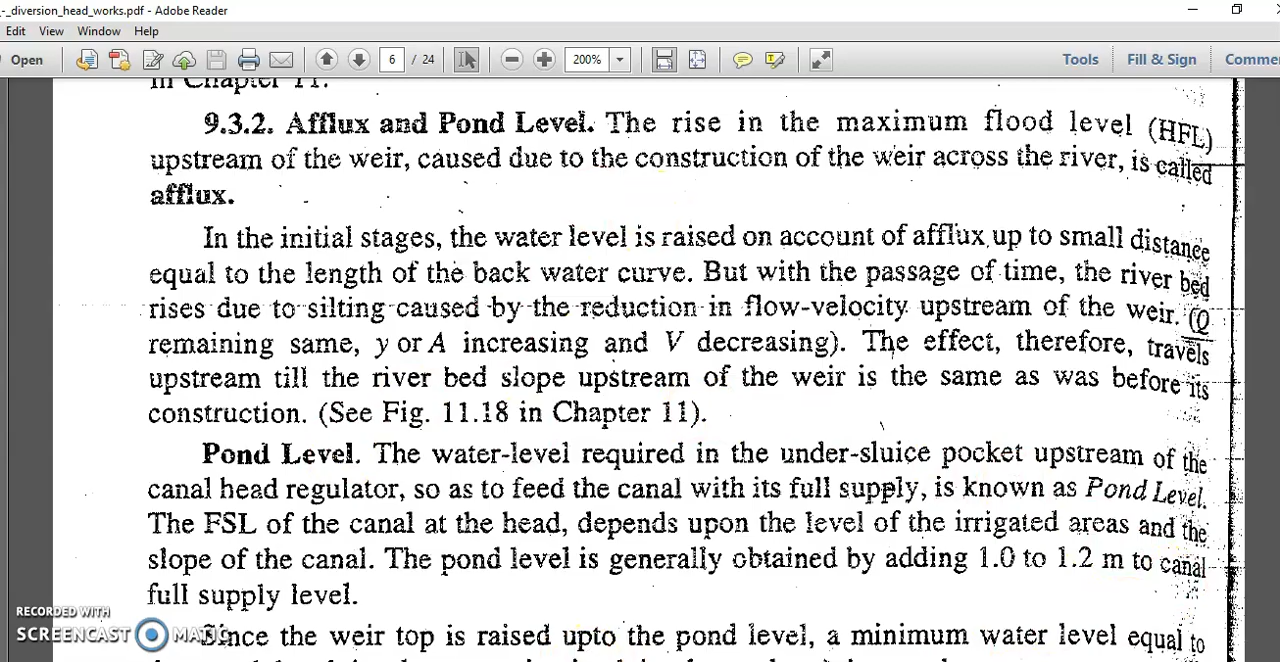 _-_diversion_head_works.pdf - Adobe Reader
Edit View Window Help
Open 6 / 24 200% Tools Fill & Sign Comme
in Chapter 11.
9.3.2. Afflux and Pond Level. The rise in the maximum flood level (HFL)
upstream of the weir, caused due to the construction of the weir across the river, is called
afflux.
In the initial stages, the water level is raised on account of afflux up to small distance
equal to the length of the back water curve. But with the passage of time, the river bed
rises due to silting caused by the reduction in flow-velocity upstream of the weir. (Q
remaining same, y or A increasing and V decreasing). The effect, therefore, travels
upstream till the river bed slope upstream of the weir is the same as was before its
construction. (See Fig. 11.18 in Chapter 11).
Pond Level. The water-level required in the under-sluice pocket upstream of the
canal head regulator, so as to feed the canal with its full supply, is known as Pond Level.
The FSL of the canal at the head, depends upon the level of the irrigated areas and the
slope of the canal. The pond level is generally obtained by adding 1.0 to 1.2 m to canal
full supply level.
RECORDED WITH
SCREENCAST MATIC
Since the weir top is raised upto the pond level, a minimum water level equal to